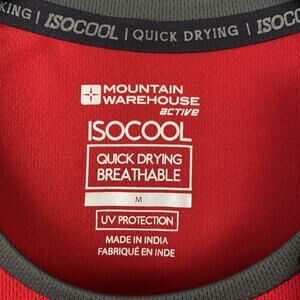 KING | ISOCOOL | QUICK DRYING | ISOCOOL
MOUNTAIN
WAREHOUSE
active
ISOCOOL
QUICK DRYING
BREATHABLE
M
UV PROTECTION
MADE IN INDIA
FABRIQUÉ EN INDE